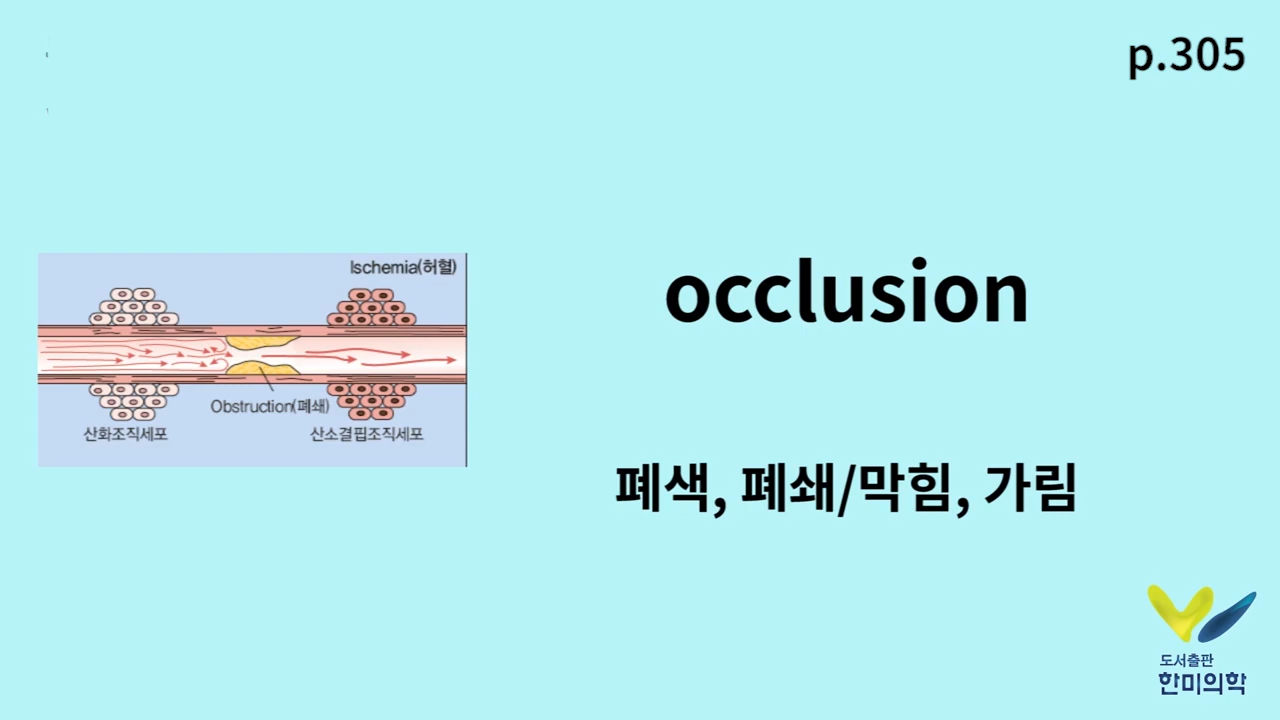 p.305
Ischemia(허혈)
occlusion
Obstruction(폐쇄)
산화조직세포
산소결핍조직세포
폐색, 폐쇄/막힘, 가림
도서출판
한미의학